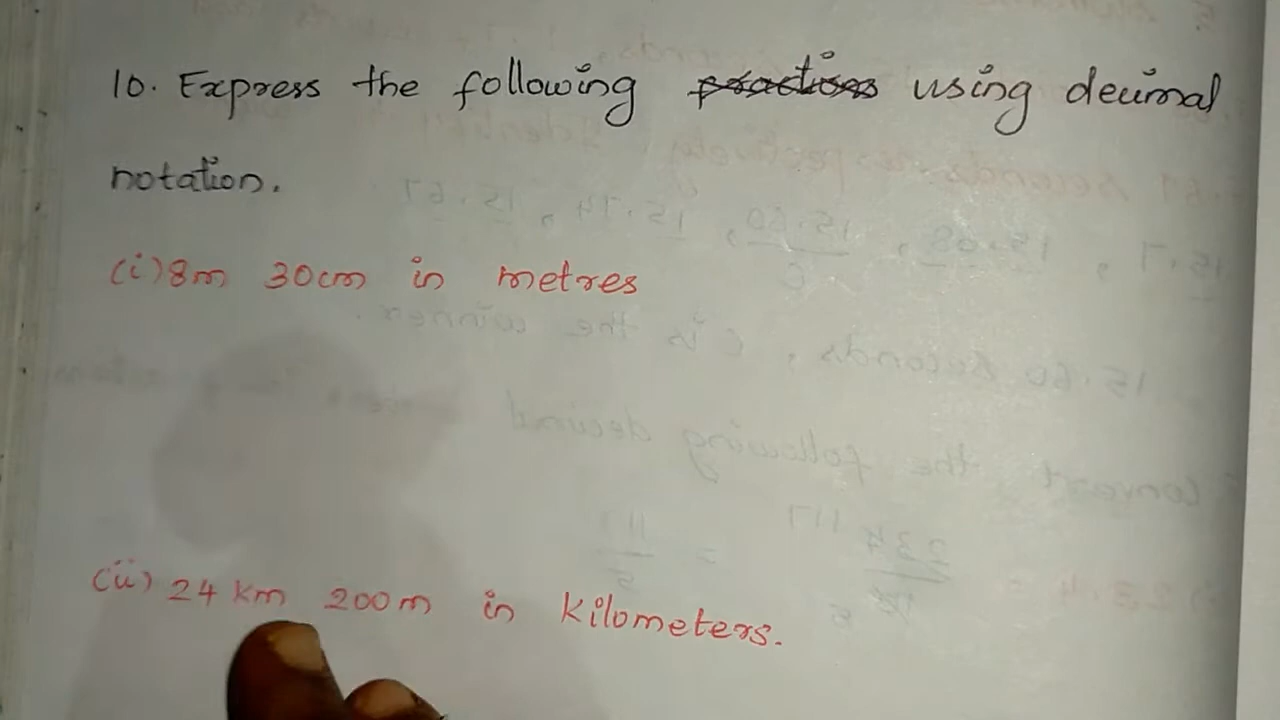 10. Express the following fractions using decimal
notation.
(i) 8m 30cm in metres
(ii) 24 km 200m in kilometers.